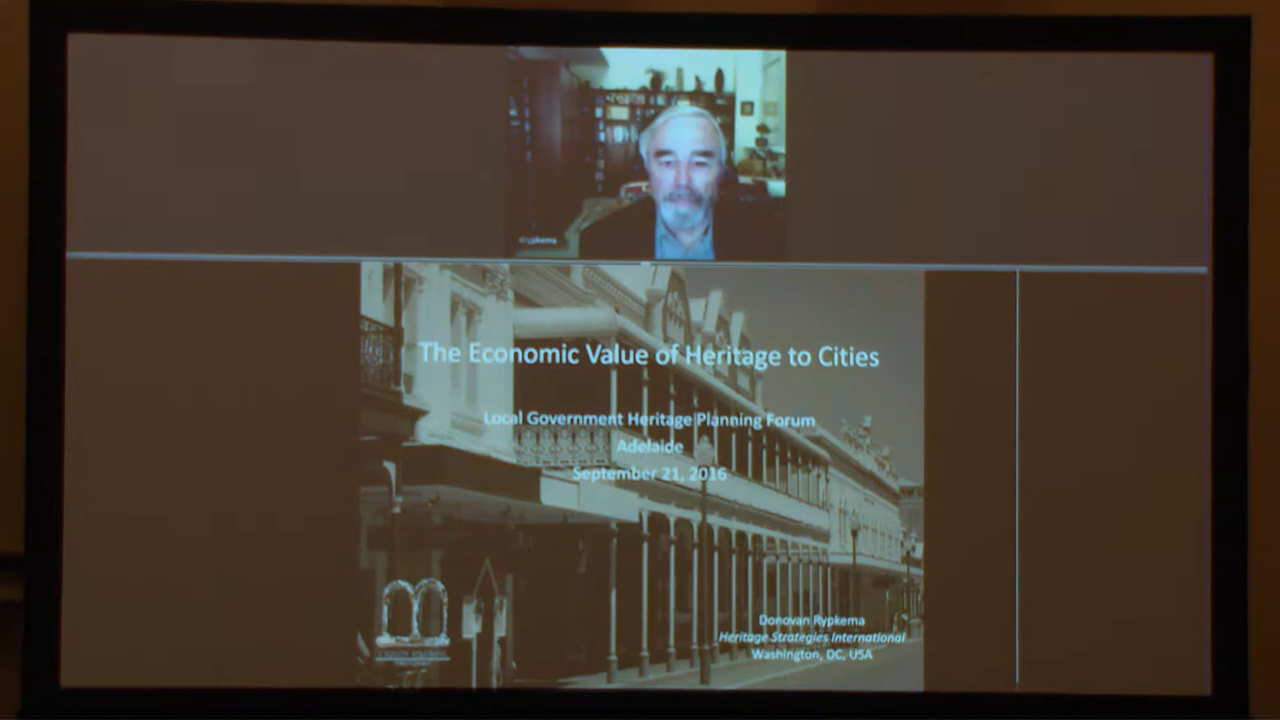 Drypkema
The Economic Value of Heritage to Cities
Local Government Heritage Planning Forum
Adelaide
September 21, 2016
Donovan Rypkema
Heritage Strategies International
Washington, DC, USA